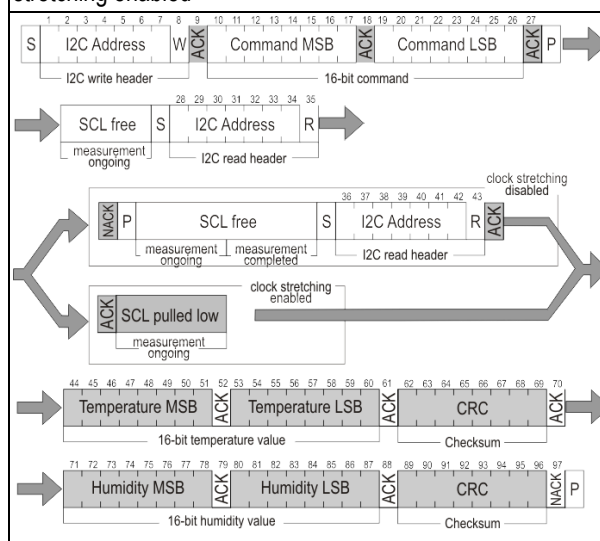 stretching enabled
1 2 3 4 5 6 7 8 9 10 11 12 13 14 15 16 17 18 19 20 21 22 23 24 25 26 27
S I2C Address W ACK Command MSB ACK Command LSB ACK P
I2C write header 16-bit command
28 29 30 31 32 33 34 35
SCL free S I2C Address R
measurement ongoing I2C read header
clock stretching disabled
36 37 38 39 40 41 42 43
NACK P SCL free S I2C Address R ACK
measurement ongoing measurement completed I2C read header
clock stretching enabled
ACK SCL pulled low
measurement ongoing
44 45 46 47 48 49 50 51 52 53 54 55 56 57 58 59 60 61 62 63 64 65 66 67 68 69 70
Temperature MSB ACK Temperature LSB ACK CRC ACK
16-bit temperature value Checksum
71 72 73 74 75 76 77 78 79 80 81 82 83 84 85 86 87 88 89 90 91 92 93 94 95 96 97
Humidity MSB ACK Humidity LSB ACK CRC NACK P
16-bit humidity value Checksum